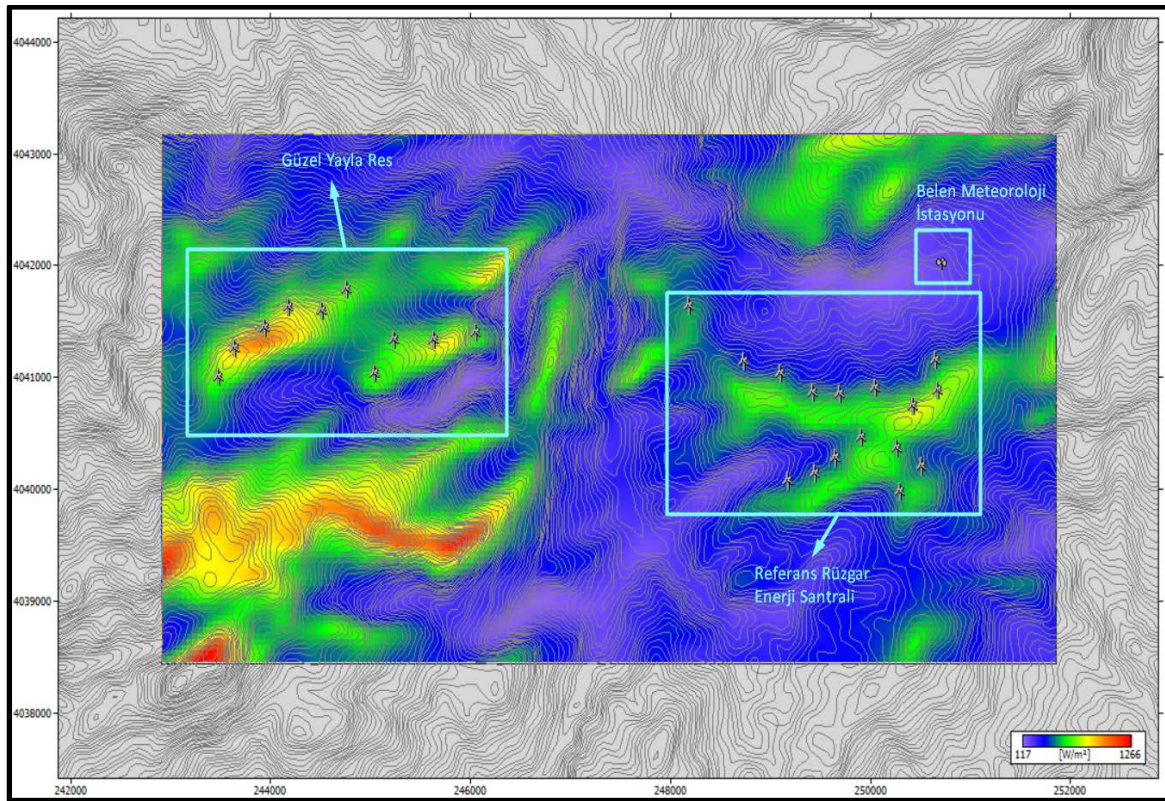 4044000
4043000
4042000
4041000
4040000
4039000
4038000
Güzel Yayla Res
Belen Meteoroloji
İstasyonu
Referans Rüzgar
Enerji Santrali
117 [W/m²] 1266
242000 244000 246000 248000 250000 252000